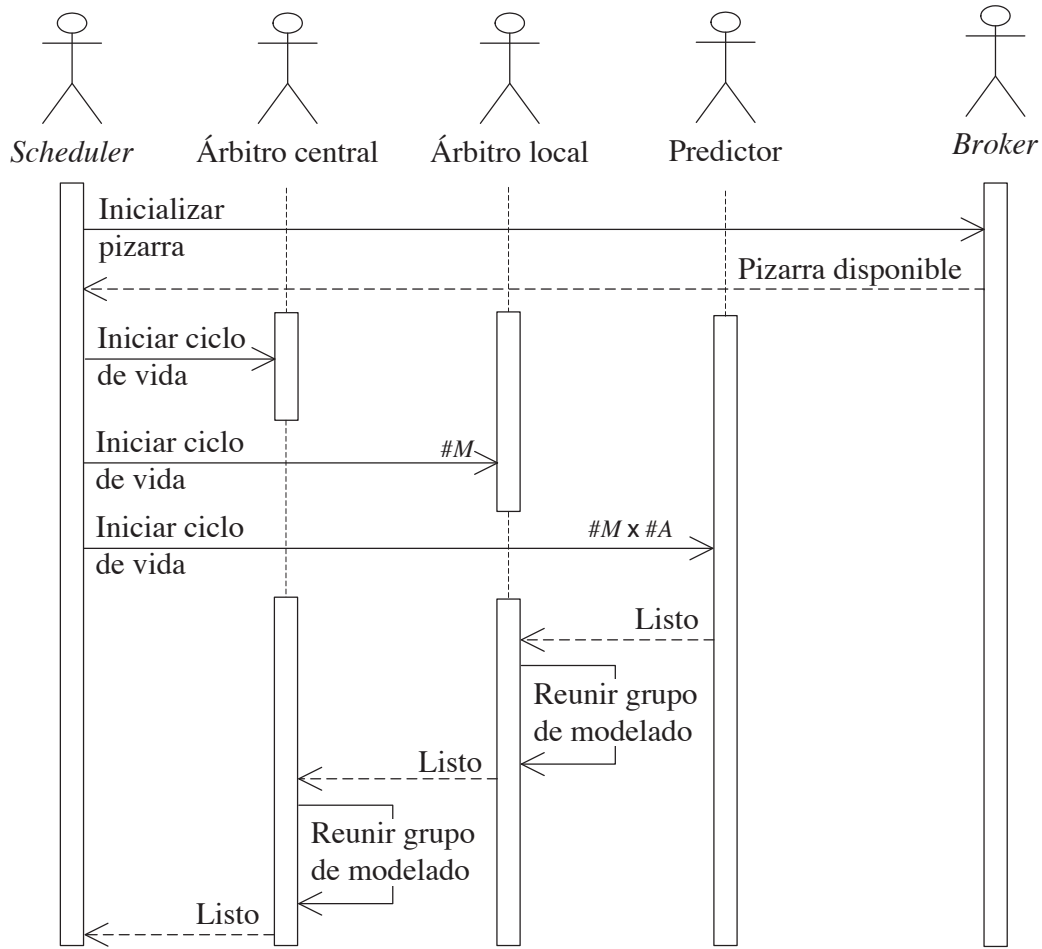 Scheduler
Árbitro central
Árbitro local
Predictor
Broker
Inicializar
pizarra
Pizarra disponible
Iniciar ciclo
de vida
Iniciar ciclo
#M
de vida
Iniciar ciclo
#M x #A
de vida
Listo
Reunir grupo
de modelado
Listo
Reunir grupo
de modelado
Listo